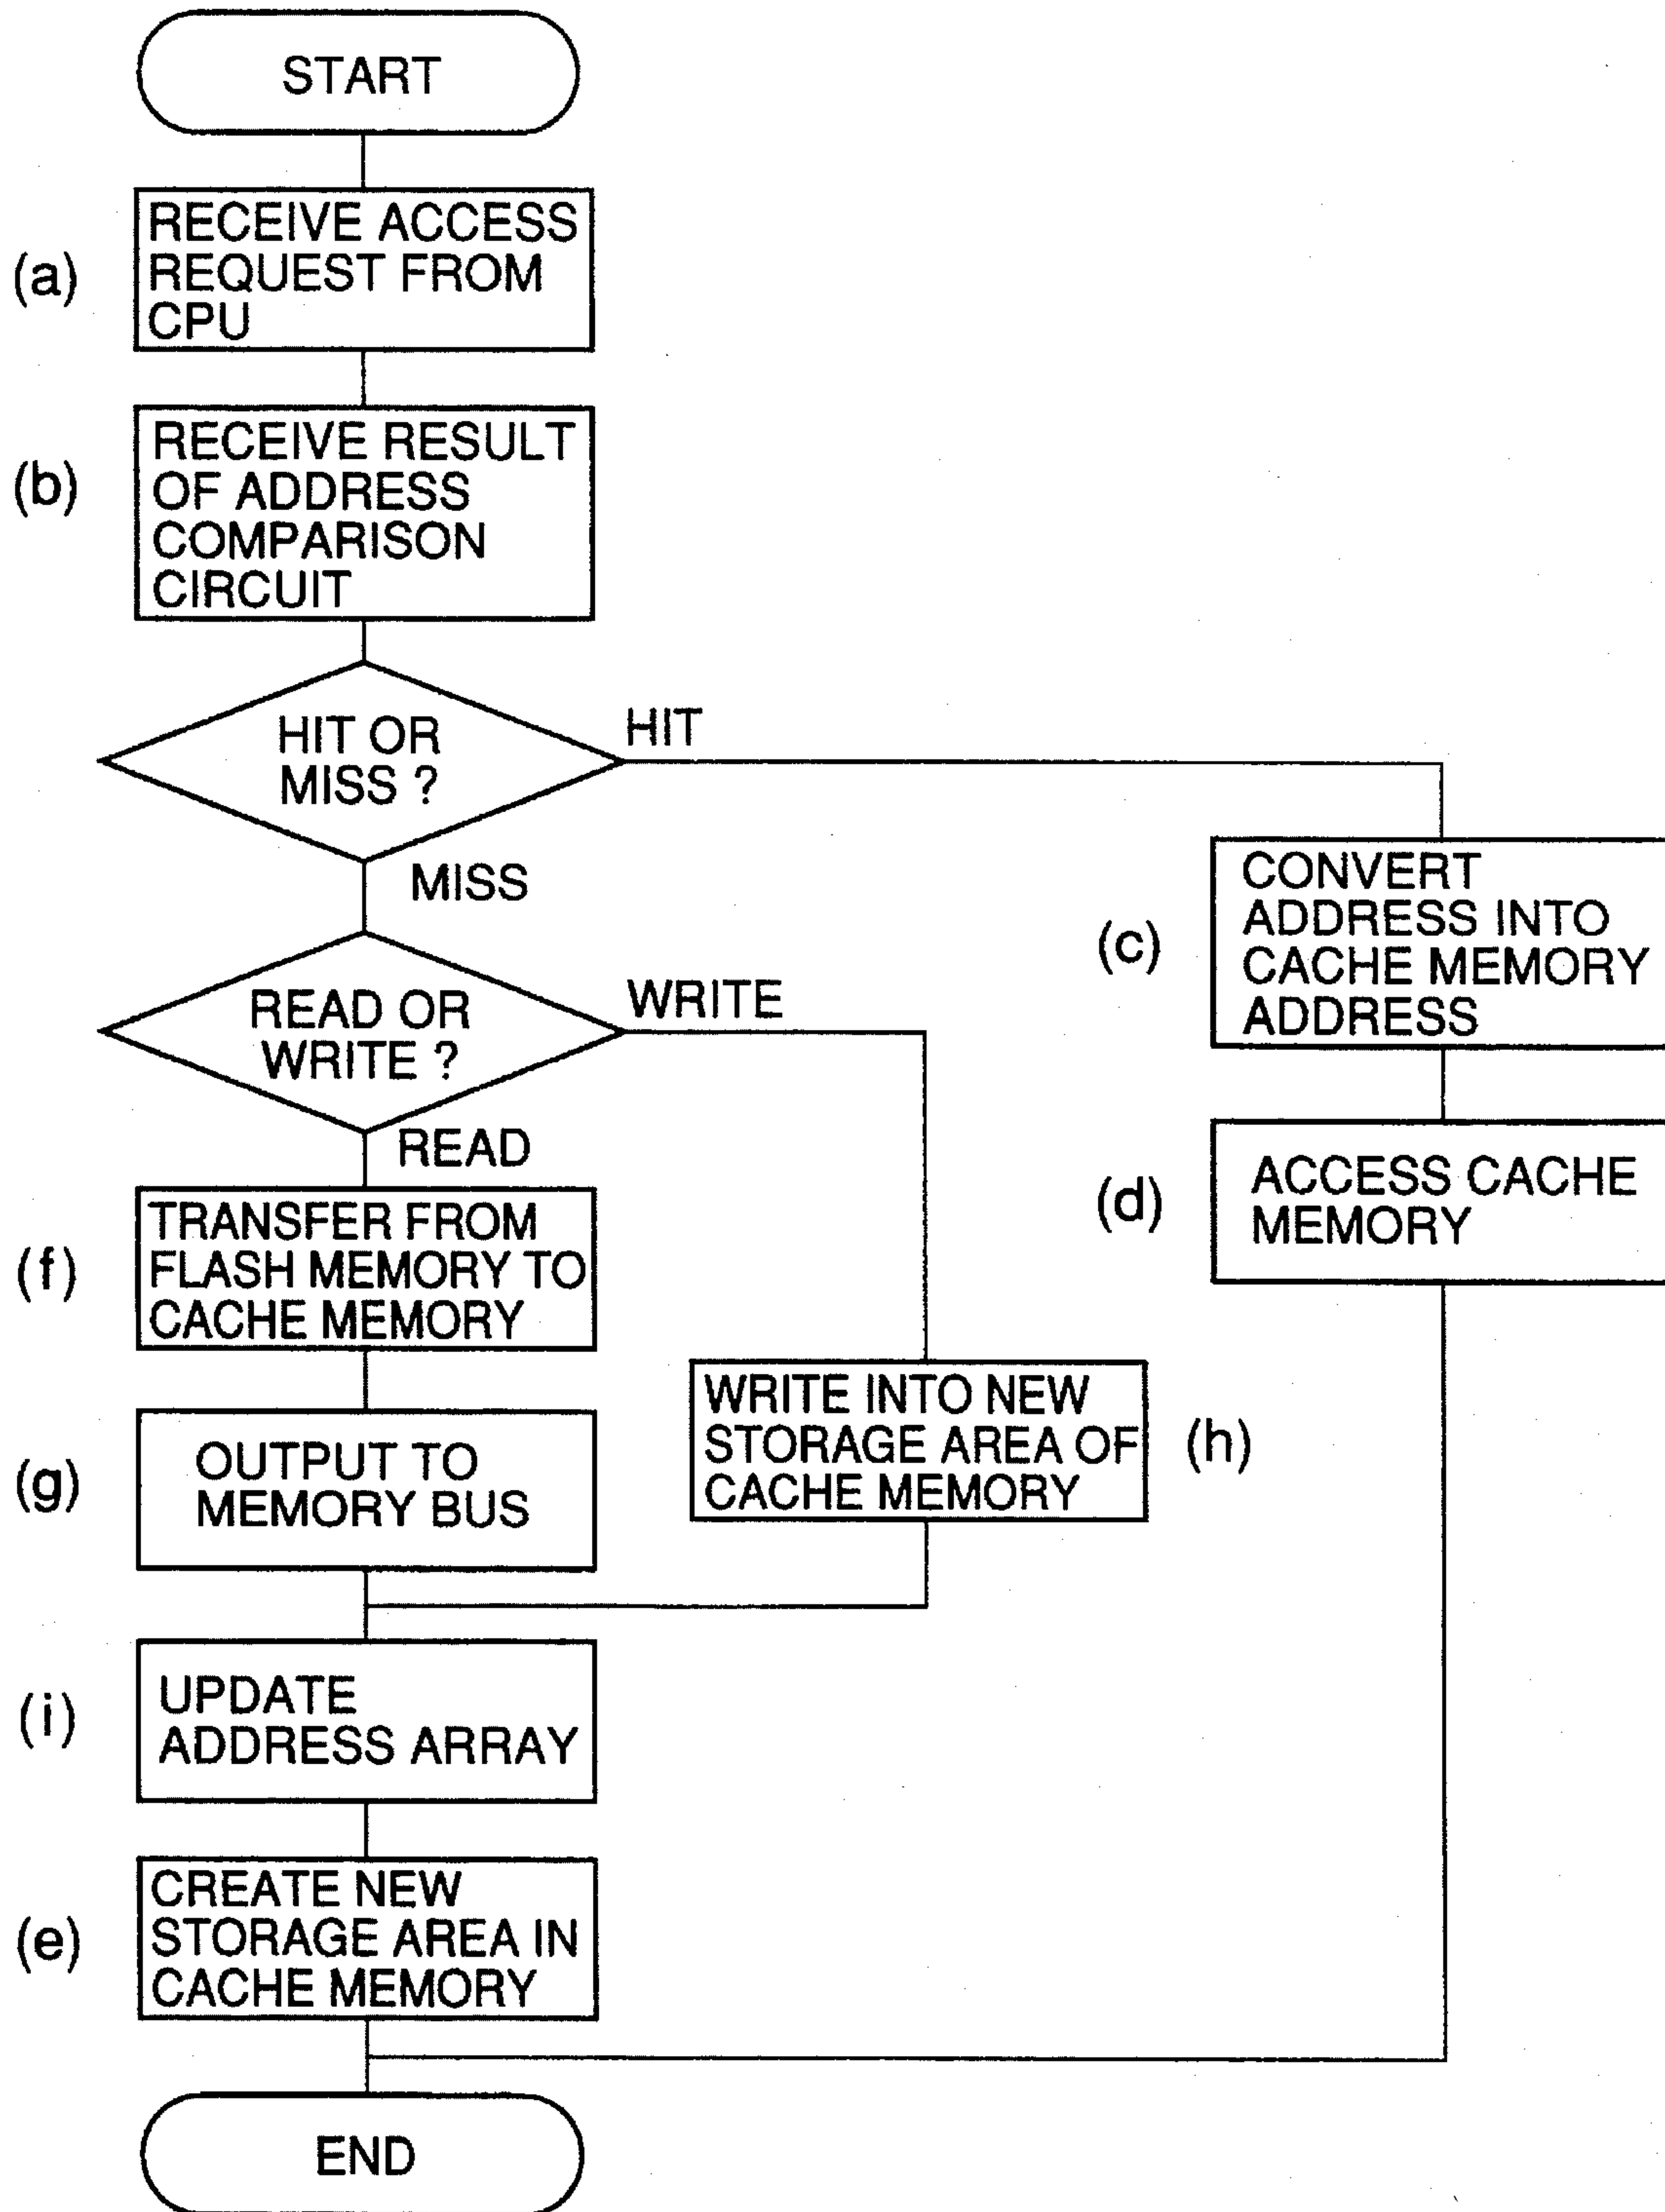 START
(a)
RECEIVE ACCESS
REQUEST FROM
CPU
(b)
RECEIVE RESULT
OF ADDRESS
COMPARISON
CIRCUIT
HIT OR
MISS ?
HIT
MISS
(c)
CONVERT
ADDRESS INTO
CACHE MEMORY
ADDRESS
READ OR
WRITE ?
WRITE
READ
(d)
ACCESS CACHE
MEMORY
(f)
TRANSFER FROM
FLASH MEMORY TO
CACHE MEMORY
WRITE INTO NEW
STORAGE AREA OF
CACHE MEMORY
(h)
(g)
OUTPUT TO
MEMORY BUS
(i)
UPDATE
ADDRESS ARRAY
(e)
CREATE NEW
STORAGE AREA IN
CACHE MEMORY
END